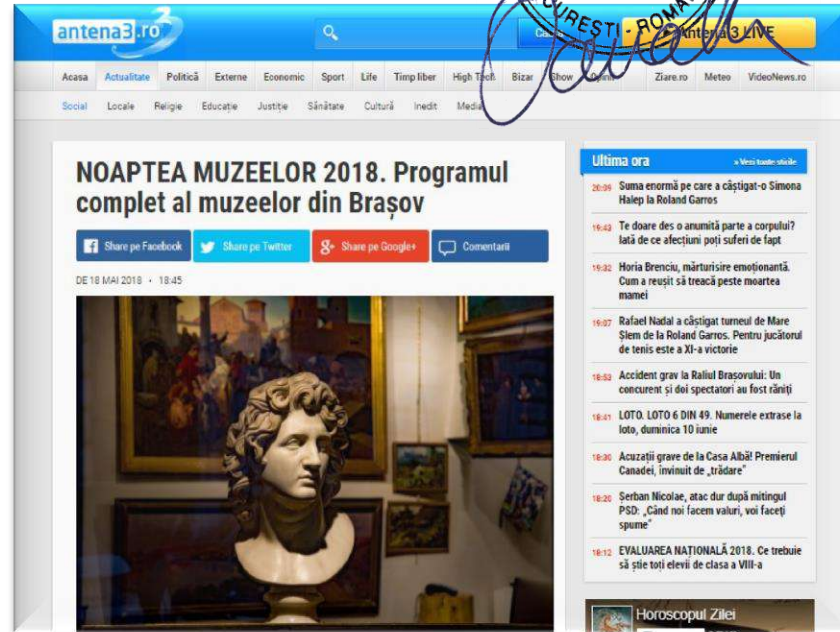 antena3.ro
BUCUREȘTI - ROMÂ
Antena 3 LIVE
Acasa Actualitate Politică Externe Economic Sport Life Timp liber High Tech Bizar Show Ziare.ro Meteo VideoNews.ro
Social Locale Religie Educație Justiție Sănătate Cultură Inedit Media
NOAPTEA MUZEELOR 2018. Programul
complet al muzeelor din Brașov
Share pe Facebook Share pe Twitter Share pe Google+ Comentarii
DE 18 MAI 2018 • 18:45
Ultima ora » Vezi toate stirile
20:09 Suma enormă pe care a câștigat-o Simona
Halep la Roland Garros
19:43 Te doare des o anumită parte a corpului?
Iată de ce afecțiuni poți suferi de fapt
19:32 Horia Brenciu, mărturisire emoționantă.
Cum a reușit să treacă peste moartea
mamei
19:07 Rafael Nadal a câștigat turneul de Mare
Șlem de la Roland Garros. Pentru jucătorul
de tenis este a XI-a victorie
18:53 Accident grav la Raliul Brașovului: Un
concurent și doi spectatori au fost răniți
18:41 LOTO. LOTO 6 DIN 49. Numerele extrase la
loto, duminica 10 iunie
18:30 Acuzații grave de la Casa Albă! Premierul
Canadei, învinuit de „trădare”
18:20 Șerban Nicolae, atac dur după mitingul
PSD: „Când noi facem valuri, voi faceți
spume”
18:12 EVALUAREA NAȚIONALĂ 2018. Ce trebuie
să știe toți elevii de clasa a VIII-a
Horoscopul Zilei